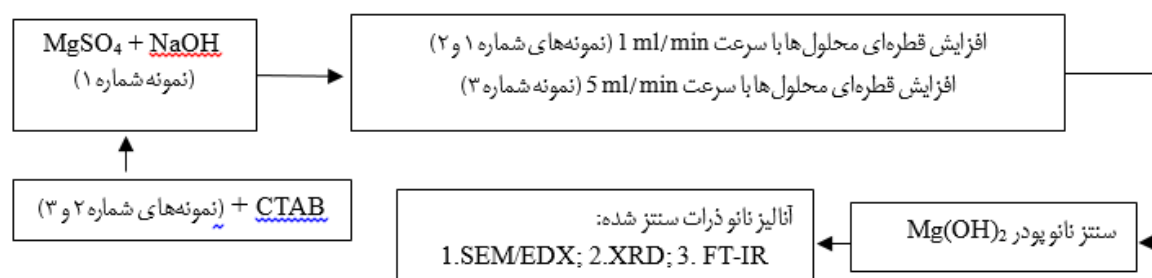 MgSO₄ + NaOH
(نمونه شماره ۱)
افزایش قطره‌ای محلول‌ها با سرعت 1 ml/min (نمونه‌های شماره ۱ و ۲)
افزایش قطره‌ای محلول‌ها با سرعت 5 ml/min (نمونه شماره ۳)
CTAB + (نمونه‌های شماره ۲ و ۳)
آنالیز نانو ذرات سنتز شده:
1.SEM/EDX; 2.XRD; 3. FT-IR
سنتز نانو پودر Mg(OH)₂